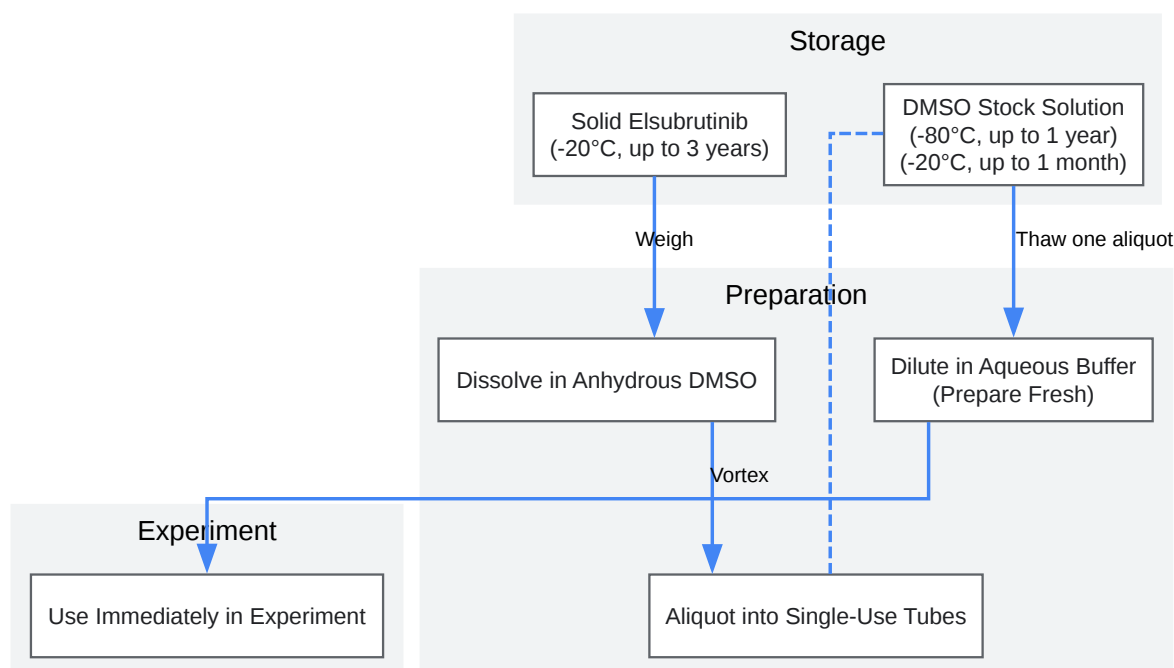 Storage
Solid Elsubrutinib
(-20°C, up to 3 years)
DMSO Stock Solution
(-80°C, up to 1 year)
(-20°C, up to 1 month)
Weigh
Thaw one aliquot
Preparation
Dissolve in Anhydrous DMSO
Dilute in Aqueous Buffer
(Prepare Fresh)
Vortex
Experiment
Use Immediately in Experiment
Aliquot into Single-Use Tubes